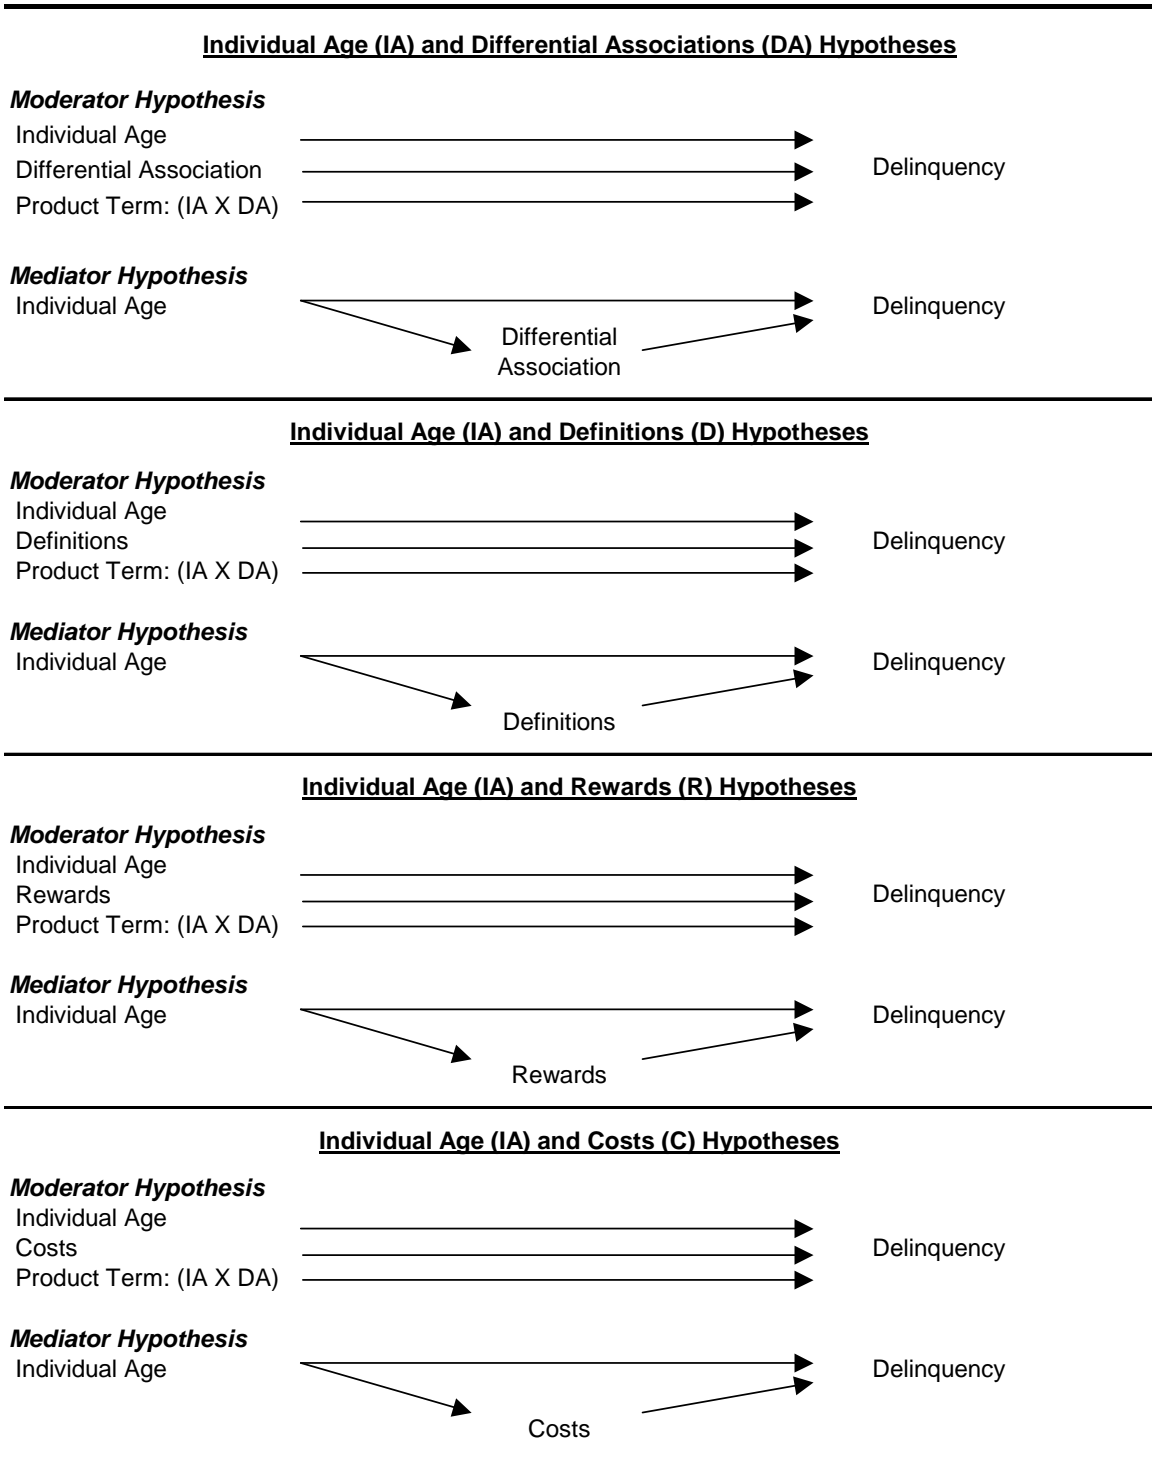 Individual Age (IA) and Differential Associations (DA) Hypotheses
Moderator Hypothesis
Individual Age
Differential Association
Delinquency
Product Term: (IA X DA)
Mediator Hypothesis
Individual Age
Delinquency
Differential
Association
Individual Age (IA) and Definitions (D) Hypotheses
Moderator Hypothesis
Individual Age
Definitions
Delinquency
Product Term: (IA X DA)
Mediator Hypothesis
Individual Age
Delinquency
Definitions
Individual Age (IA) and Rewards (R) Hypotheses
Moderator Hypothesis
Individual Age
Rewards
Delinquency
Product Term: (IA X DA)
Mediator Hypothesis
Individual Age
Delinquency
Rewards
Individual Age (IA) and Costs (C) Hypotheses
Moderator Hypothesis
Individual Age
Costs
Delinquency
Product Term: (IA X DA)
Mediator Hypothesis
Individual Age
Delinquency
Costs